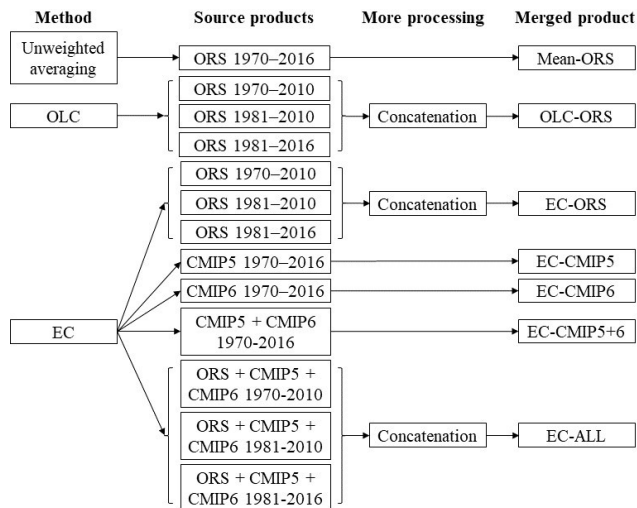 Method Source products More processing Merged product
Unweighted
averaging
ORS 1970–2016
Mean-ORS
OLC
ORS 1970–2010
ORS 1981–2010
ORS 1981–2016
Concatenation
OLC-ORS
EC
ORS 1970–2010
ORS 1981–2010
ORS 1981–2016
Concatenation
EC-ORS
CMIP5 1970–2016
EC-CMIP5
CMIP6 1970–2016
EC-CMIP6
CMIP5 + CMIP6
1970-2016
EC-CMIP5+6
ORS + CMIP5 +
CMIP6 1970-2010
ORS + CMIP5 +
CMIP6 1981-2010
ORS + CMIP5 +
CMIP6 1981-2016
Concatenation
EC-ALL